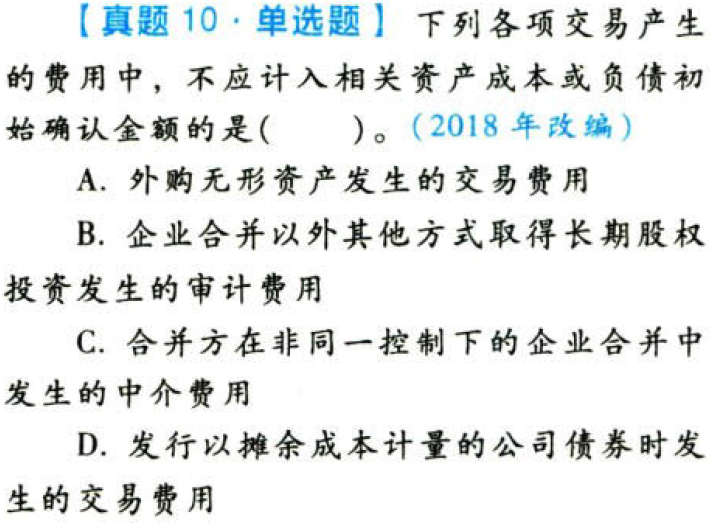 【真题 10·单选题】 下列各项交易产生
的费用中，不应计入相关资产成本或负债初
始确认金额的是(　　)。(2018 年改编)
A. 外购无形资产发生的交易费用
B. 企业合并以外其他方式取得长期股权
投资发生的审计费用
C. 合并方在非同一控制下的企业合并中
发生的中介费用
D. 发行以摊余成本计量的公司债券时发
生的交易费用